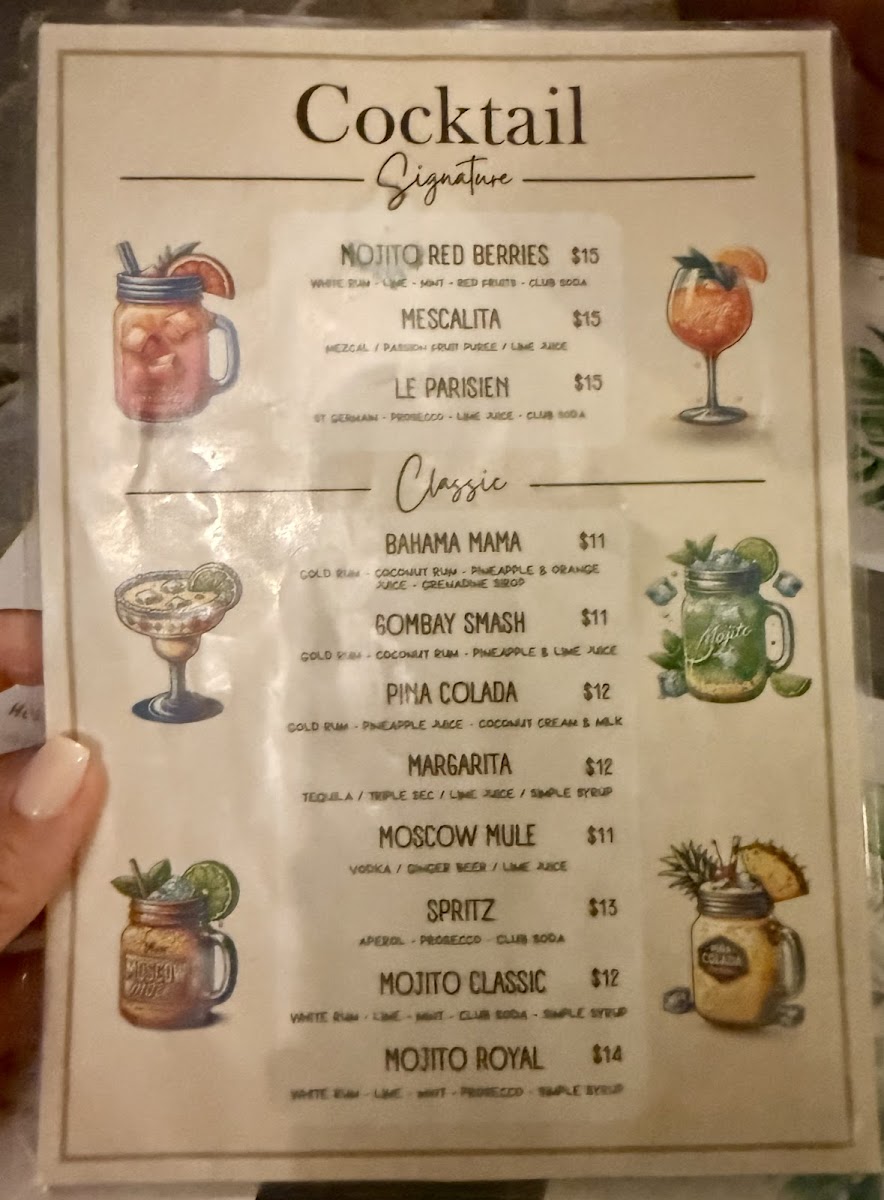 Cocktail
Signature
MOJITO RED BERRIES $15
WHITE RUM - LIME - MINT - RED FRUITS - CLUB SODA
MESCALITA $15
MEZCAL / PASSION FRUIT PUREE / LIME JUICE
LE PARISIEN $15
ST GERMAIN - PROSECCO - LIME JUICE - CLUB SODA
Classic
BAHAMA MAMA $11
GOLD RUM - COCONUT RUM - PINEAPPLE & ORANGE
JUICE - GRENADINE SIROP
GOMBAY SMASH $11
GOLD RUM - COCONUT RUM - PINEAPPLE & LIME JUICE
Mojito
PINA COLADA $12
GOLD RUM - PINEAPPLE JUICE - COCONUT CREAM & MILK
MARGARITA $12
TEQUILA / TRIPLE SEC / LIME JUICE / SIMPLE SYRUP
MOSCOW MULE $11
VODKA / GINGER BEER / LIME JUICE
SPRITZ $13
APEROL - PROSECCO - CLUB SODA
MOSCOW
COLADA
MOJITO CLASSIC $12
WHITE RUM - LIME - MINT - CLUB SODA - SIMPLE SYRUP
MOJITO ROYAL $14
WHITE RUM - LIME - MINT - PROSECCO - SIMPLE SYRUP